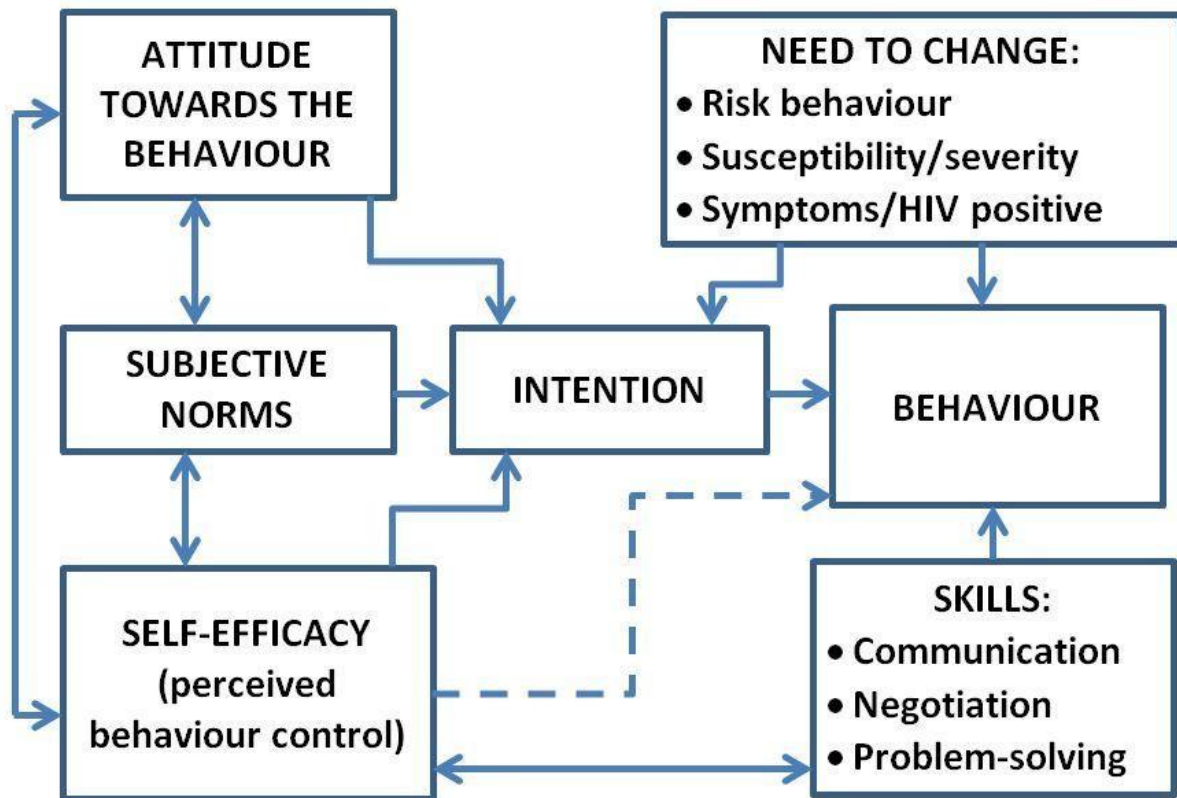 ATTITUDE
TOWARDS THE
BEHAVIOUR
NEED TO CHANGE:
• Risk behaviour
• Susceptibility/severity
• Symptoms/HIV positive
SUBJECTIVE
NORMS
INTENTION
BEHAVIOUR
SELF-EFFICACY
(perceived
behaviour control)
SKILLS:
• Communication
• Negotiation
• Problem-solving